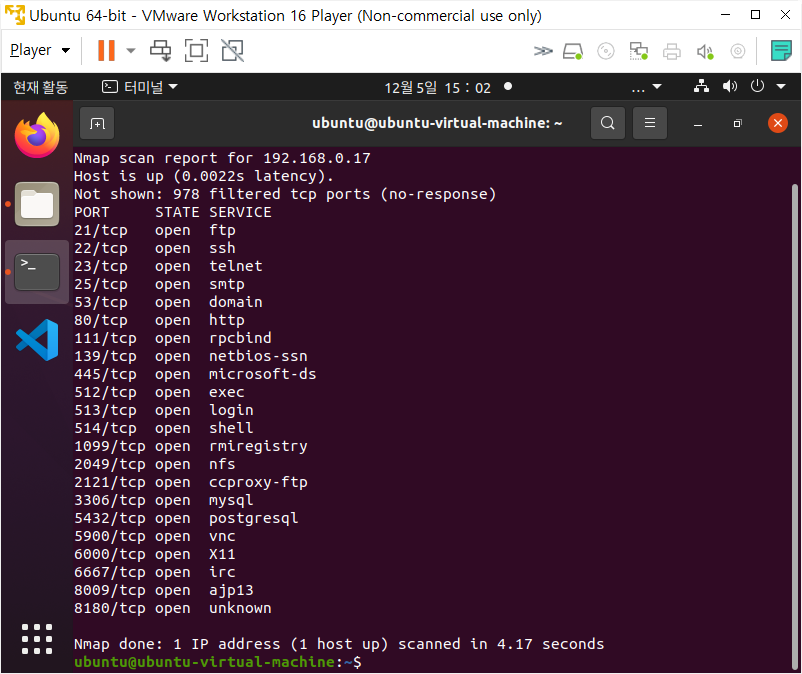 Ubuntu 64-bit - VMware Workstation 16 Player (Non-commercial use only)
Player
현재 활동
터미널
12월 5일 15 : 02
...
ubuntu@ubuntu-virtual-machine: ~
Nmap scan report for 192.168.0.17
Host is up (0.0022s latency).
Not shown: 978 filtered tcp ports (no-response)
PORT     STATE SERVICE
21/tcp   open  ftp
22/tcp   open  ssh
23/tcp   open  telnet
25/tcp   open  smtp
53/tcp   open  domain
80/tcp   open  http
111/tcp  open  rpcbind
139/tcp  open  netbios-ssn
445/tcp  open  microsoft-ds
512/tcp  open  exec
513/tcp  open  login
514/tcp  open  shell
1099/tcp open  rmiregistry
2049/tcp open  nfs
2121/tcp open  ccproxy-ftp
3306/tcp open  mysql
5432/tcp open  postgresql
5900/tcp open  vnc
6000/tcp open  X11
6667/tcp open  irc
8009/tcp open  ajp13
8180/tcp open  unknown
Nmap done: 1 IP address (1 host up) scanned in 4.17 seconds
ubuntu@ubuntu-virtual-machine:~$